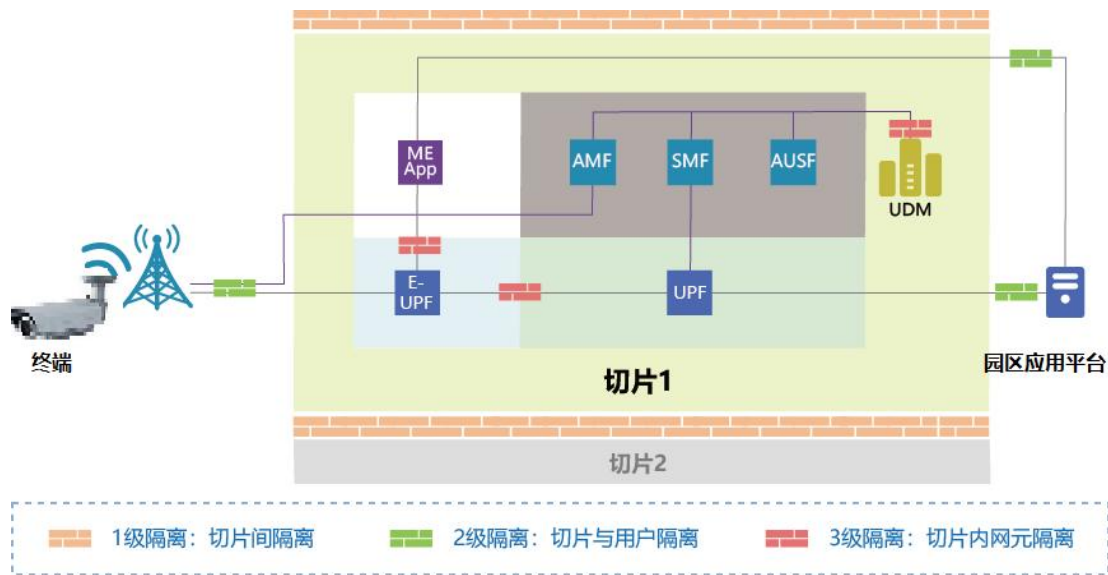 ME
App
AMF
SMF
AUSF
UDM
E-
UPF
UPF
终端
园区应用平台
切片1
切片2
1级隔离：切片间隔离
2级隔离：切片与用户隔离
3级隔离：切片内网元隔离